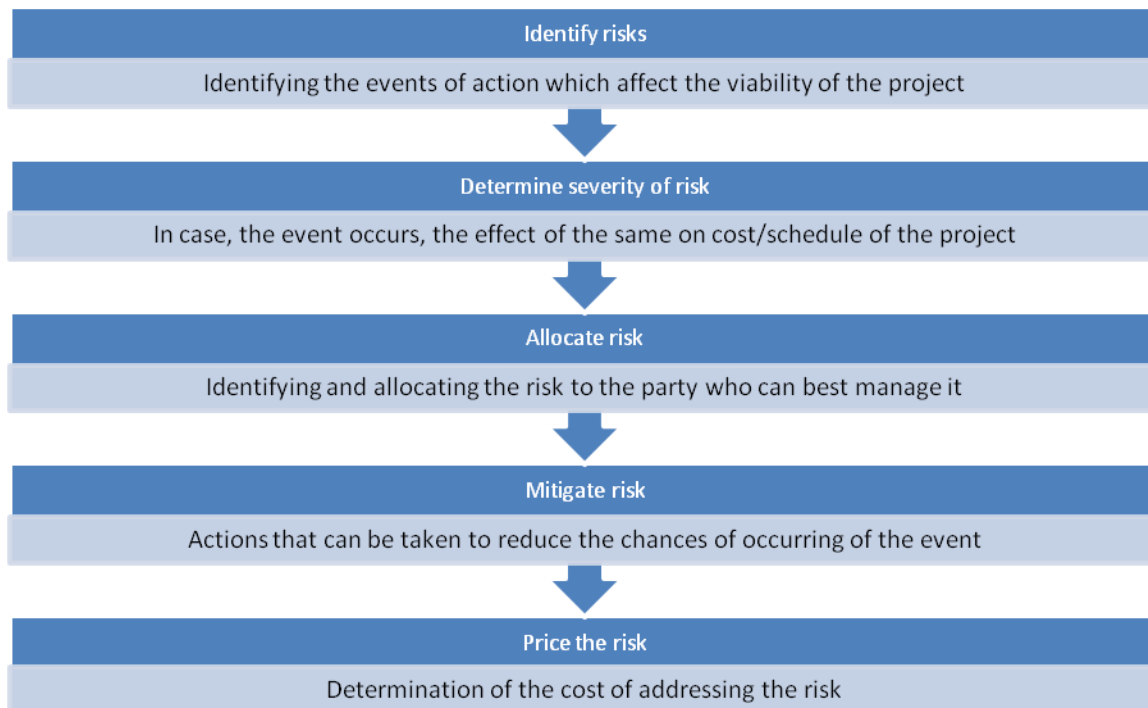 Identify risks
Identifying the events of action which affect the viability of the project
Determine severity of risk
In case, the event occurs, the effect of the same on cost/schedule of the project
Allocate risk
Identifying and allocating the risk to the party who can best manage it
Mitigate risk
Actions that can be taken to reduce the chances of occurring of the event
Price the risk
Determination of the cost of addressing the risk